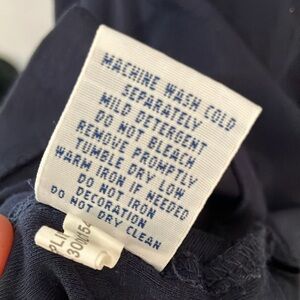 MACHINE WASH COLD
SEPARATELY
MILD DETERGENT
DO NOT BLEACH
REMOVE PROMPTLY
TUMBLE DRY LOW
WARM IRON IF NEEDED
DO NOT IRON
DO DECORATION
DO NOT DRY CLEAN